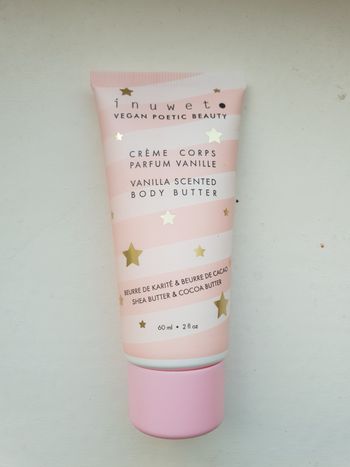 inuwet
VEGAN POETIC BEAUTY
CRÈME CORPS
PARFUM VANILLE
VANILLA SCENTED
BODY BUTTER
BEURRE DE KARITÉ & BEURRE DE CACAO
SHEA BUTTER & COCOA BUTTER
60 ml • 2 fl oz